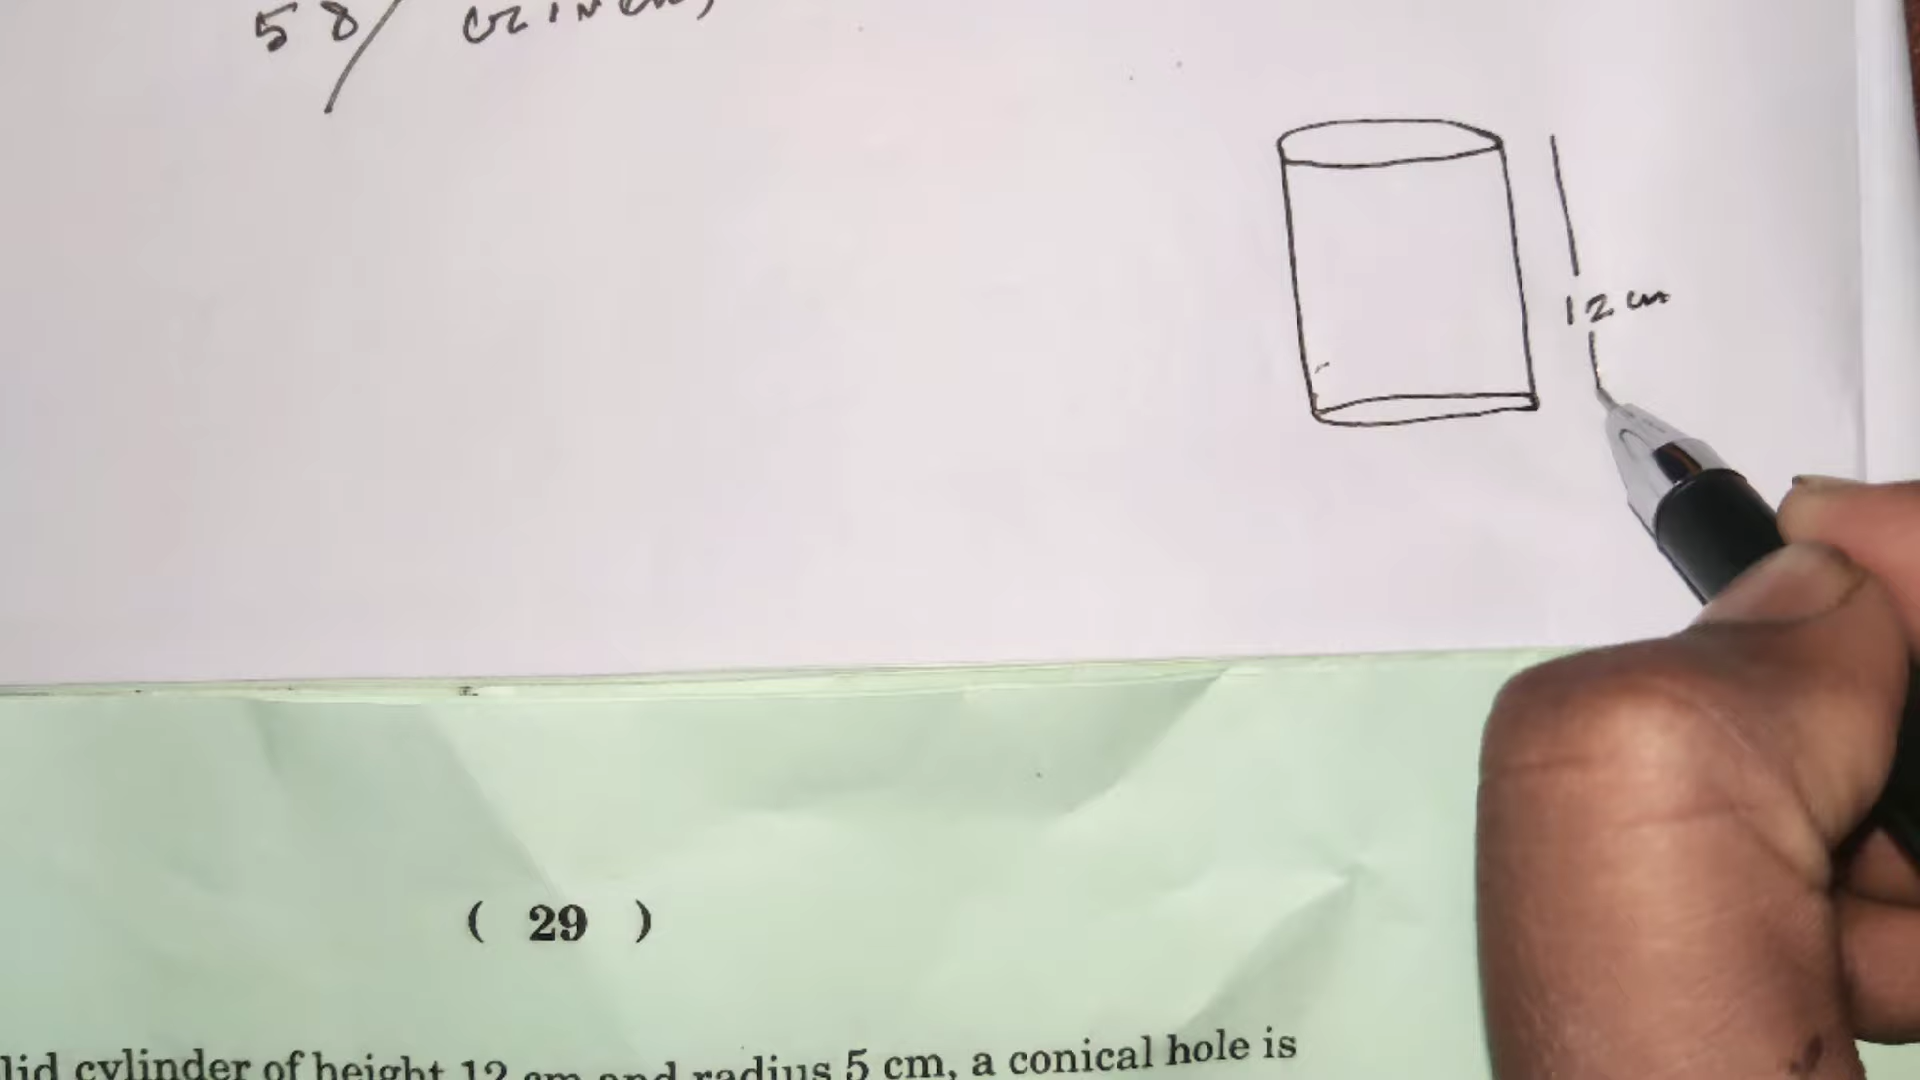 58/
12 cm
( 29 )
lid cylinder of height 12 cm and radius 5 cm, a conical hole is